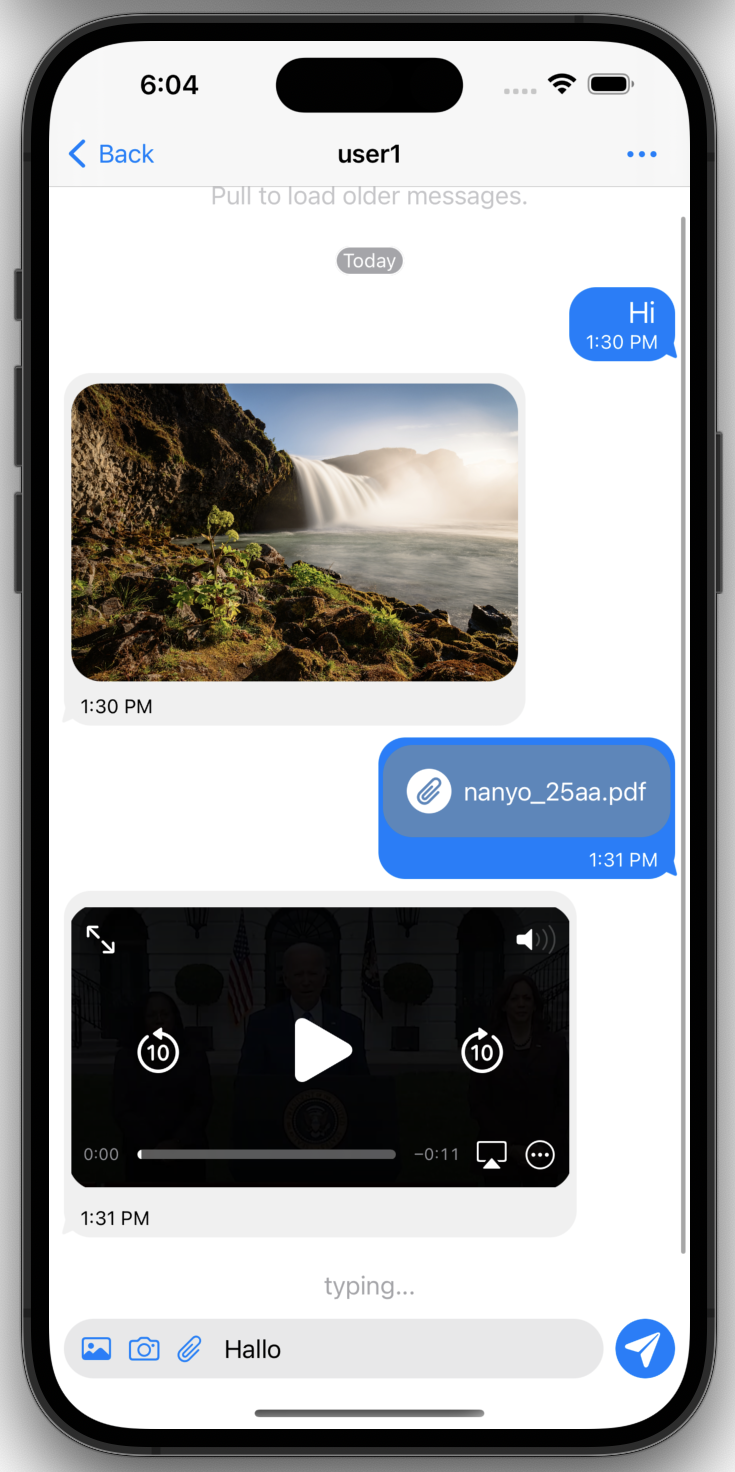 6:04
Back
user1
Pull to load older messages.
Today
Hi
1:30 PM
1:30 PM
nanyo_25aa.pdf
1:31 PM
10
10
0:00
−0:11
1:31 PM
typing...
Hallo